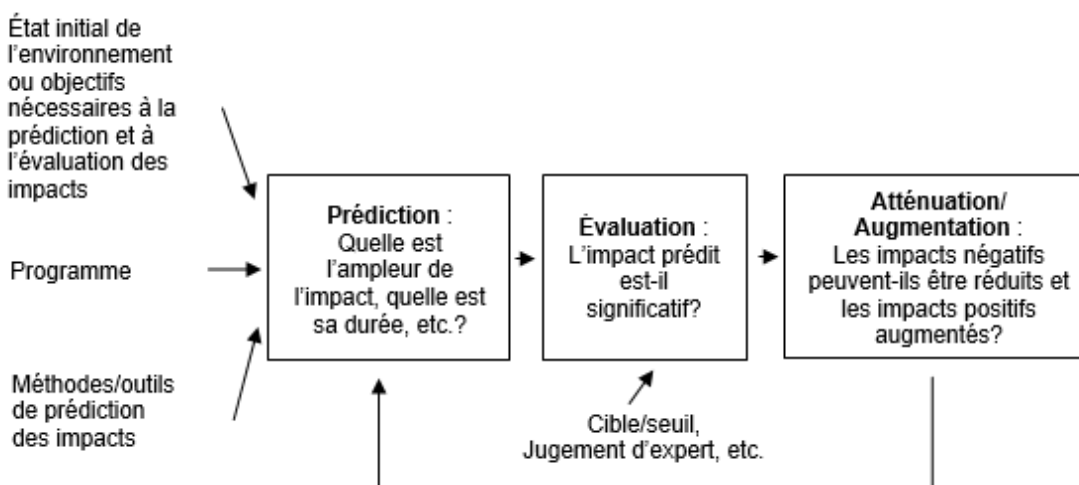 État initial de
l’environnement
ou objectifs
nécessaires à la
prédiction et à
l’évaluation des
impacts
Programme
Méthodes/outils
de prédiction
des impacts
Prédiction :
Quelle est
l’ampleur de
l’impact, quelle est
sa durée, etc.?
Évaluation :
L’impact prédit
est-il
significatif?
Cible/seuil,
Jugement d’expert, etc.
Atténuation/
Augmentation :
Les impacts négatifs
peuvent-ils être réduits et
les impacts positifs
augmentés?